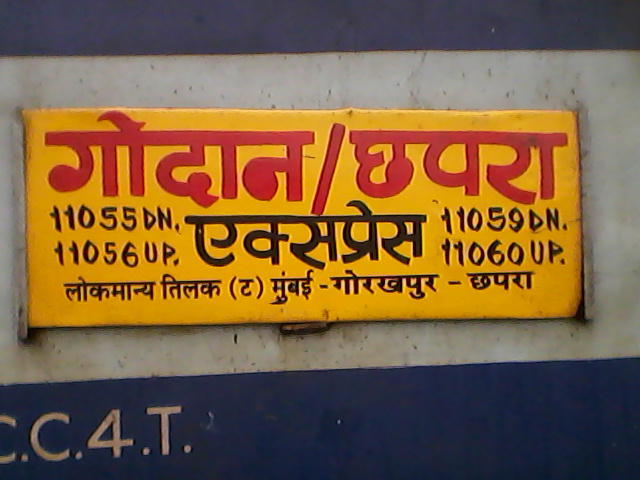 गोदान/छपरा
11055DN. एक्सप्रेस 11059DN.
11056UP. 11060UP.
लोकमान्य तिलक (ट) मुंबई - गोरखपुर - छपरा
C.C.4.T.